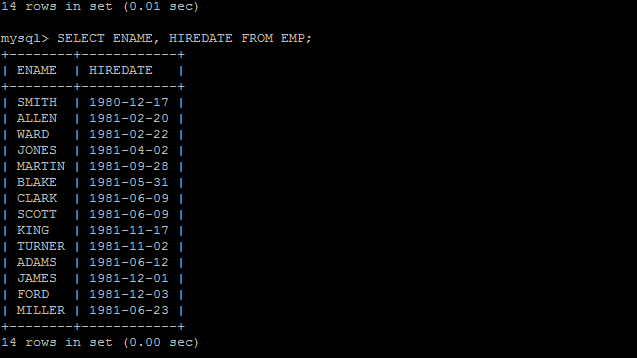 14 rows in set (0.01 sec)
mysql> SELECT ENAME, HIREDATE FROM EMP;
+--------+------------+
| ENAME  | HIREDATE   |
+--------+------------+
| SMITH  | 1980-12-17 |
| ALLEN  | 1981-02-20 |
| WARD   | 1981-02-22 |
| JONES  | 1981-04-02 |
| MARTIN | 1981-09-28 |
| BLAKE  | 1981-05-31 |
| CLARK  | 1981-06-09 |
| SCOTT  | 1981-06-09 |
| KING   | 1981-11-17 |
| TURNER | 1981-11-02 |
| ADAMS  | 1981-06-12 |
| JAMES  | 1981-12-01 |
| FORD   | 1981-12-03 |
| MILLER | 1981-06-23 |
+--------+------------+
14 rows in set (0.00 sec)